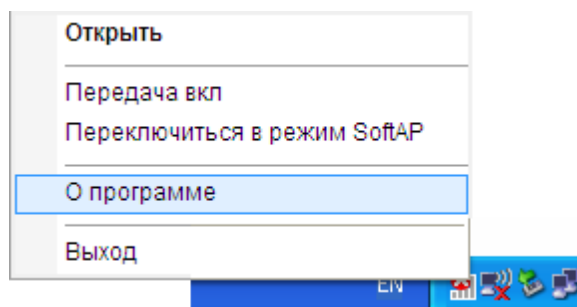 Открыть
Передача вкл
Переключиться в режим SoftAP
О программе
Выход
EN